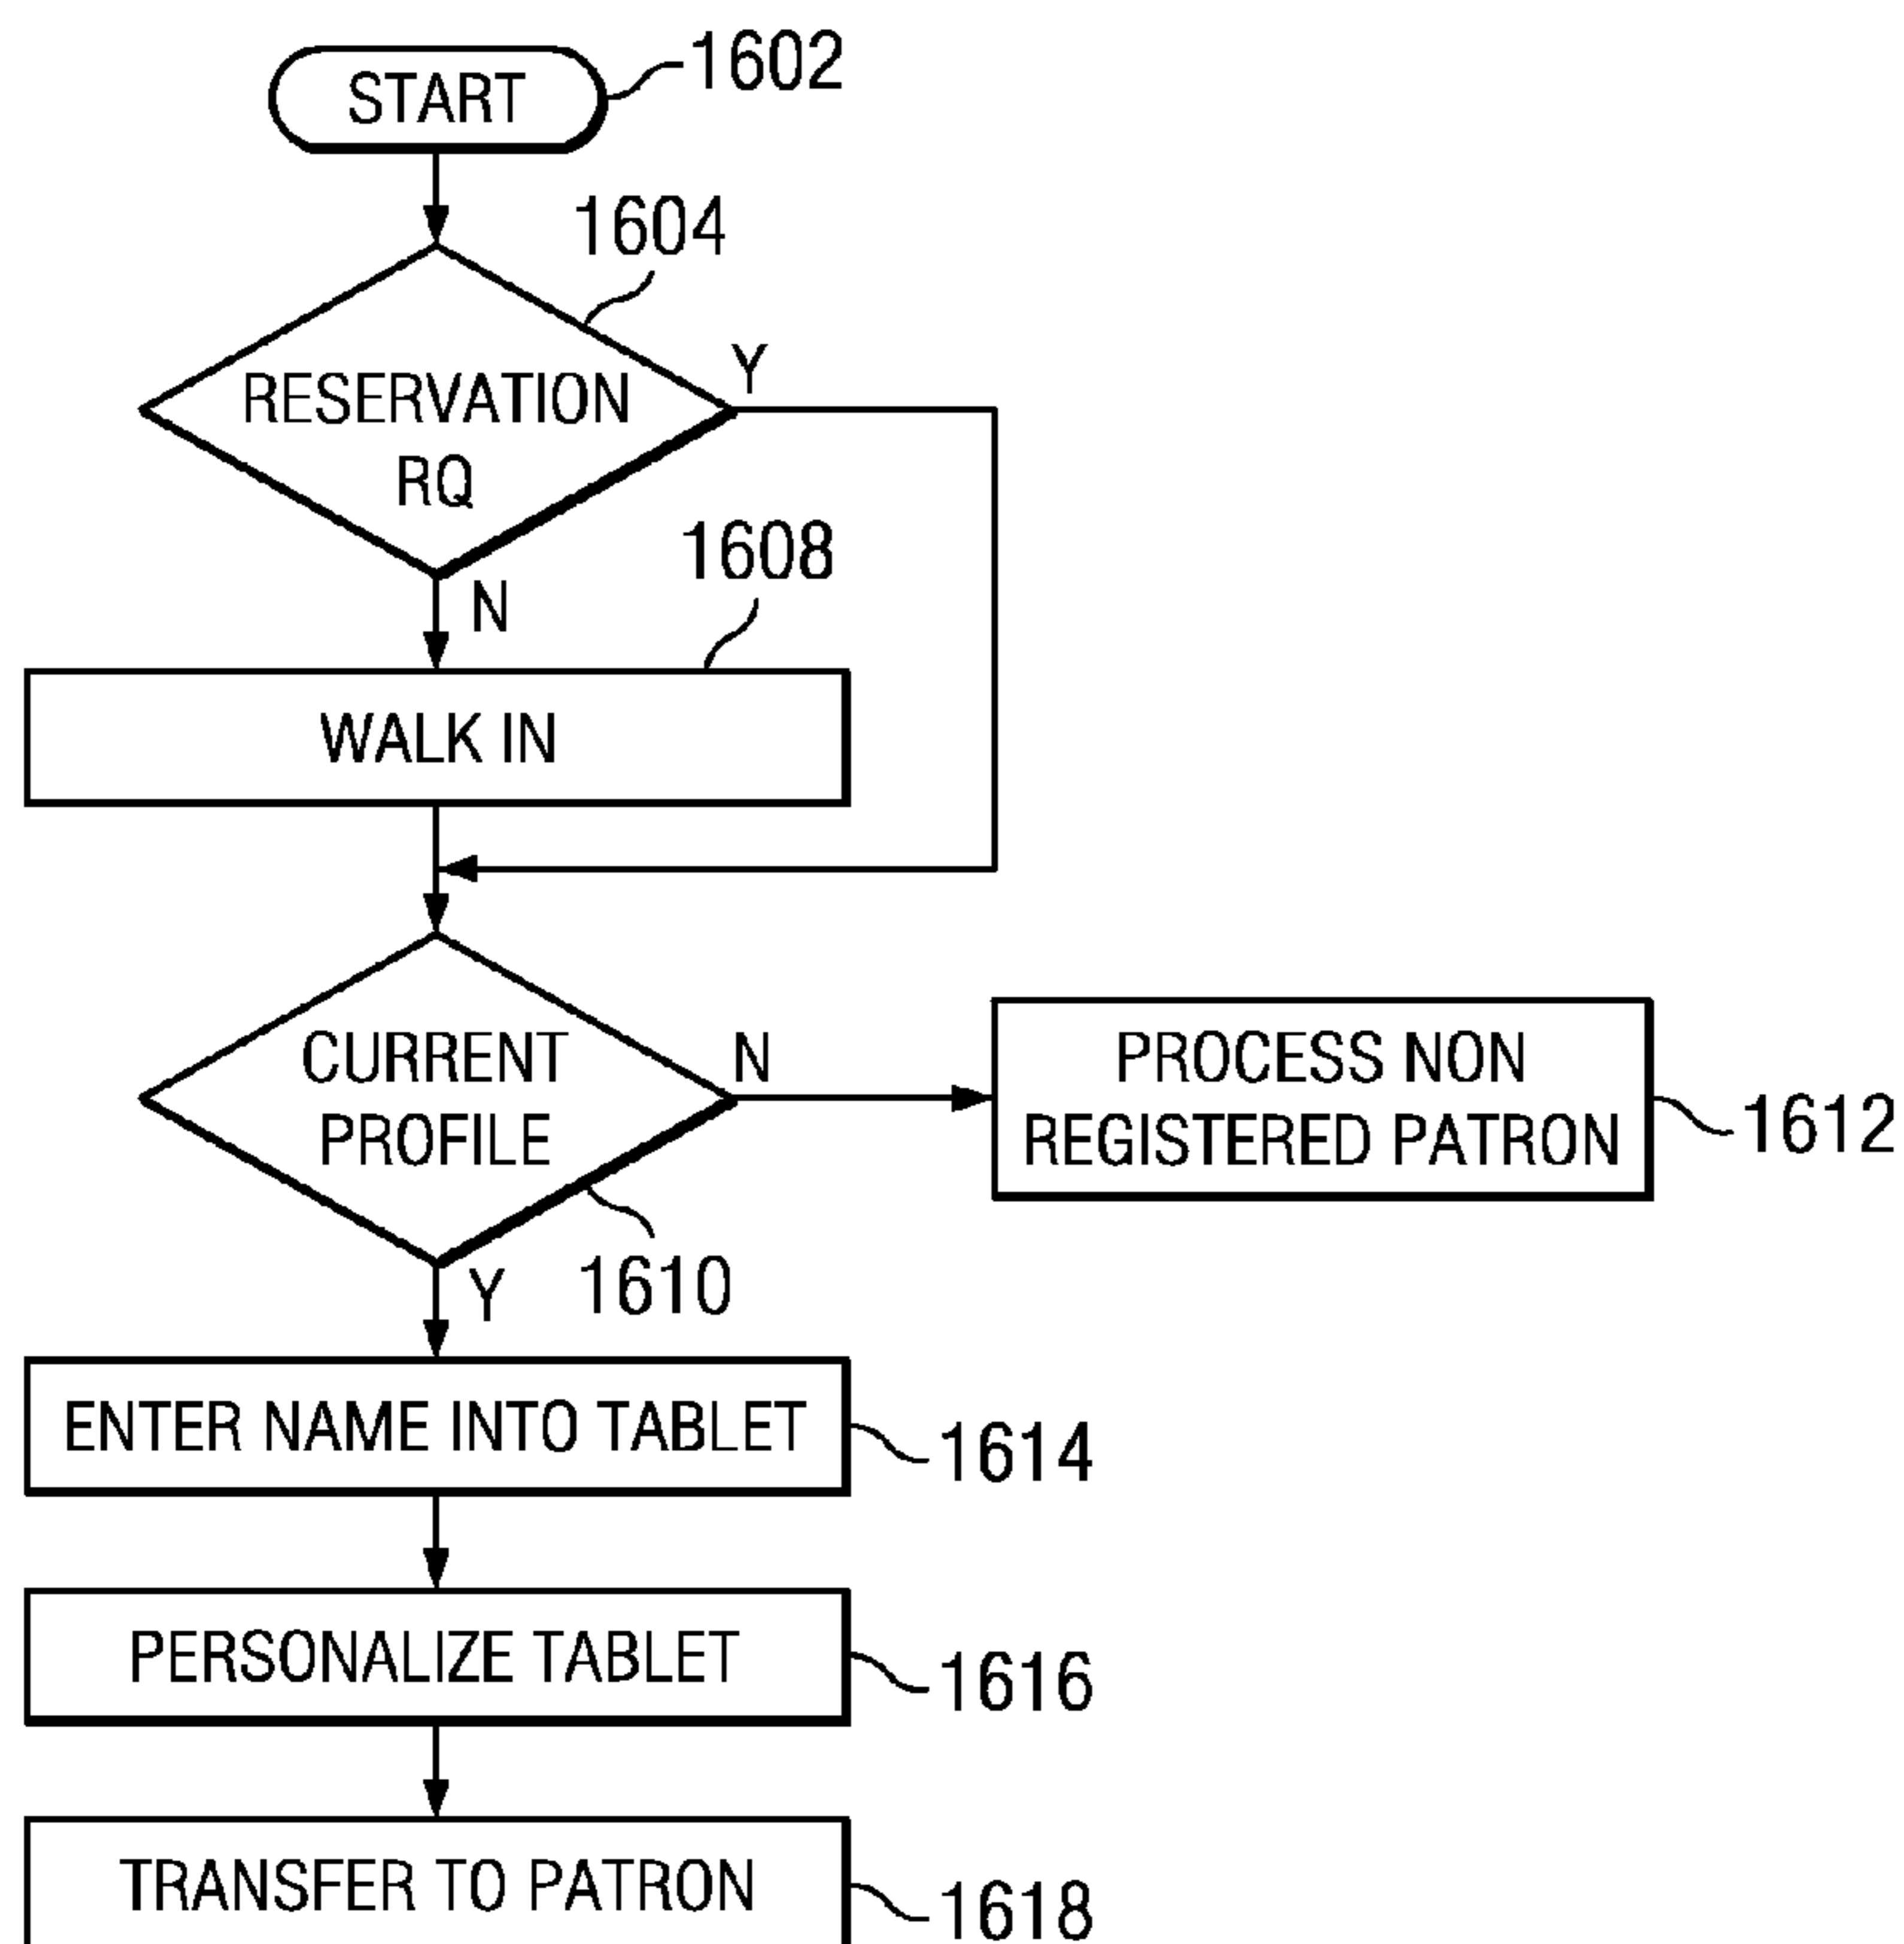 START
1602
1604
RESERVATION
RQ
Y
N
1608
WALK IN
CURRENT
PROFILE
N
PROCESS NON
REGISTERED PATRON
1612
1610
Y
ENTER NAME INTO TABLET
1614
PERSONALIZE TABLET
1616
TRANSFER TO PATRON
1618